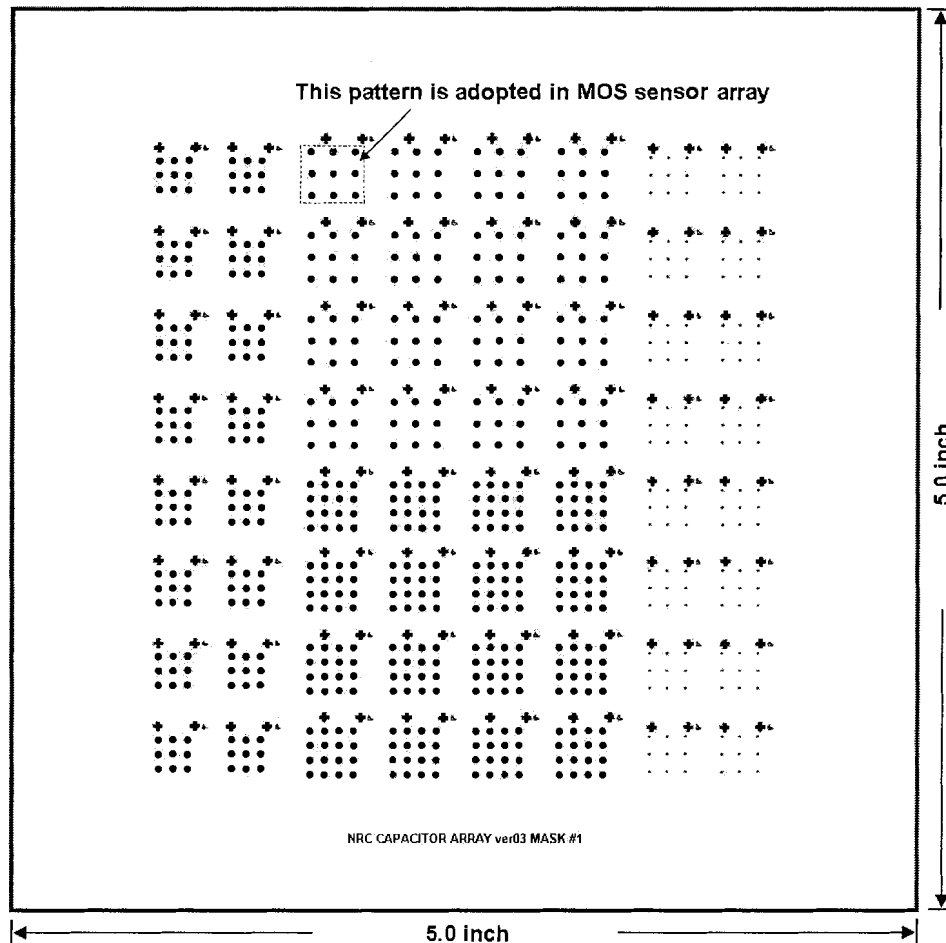 This pattern is adopted in MOS sensor array
5.0 inch
NRC CAPACITOR ARRAY ver03 MASK #1
5.0 inch